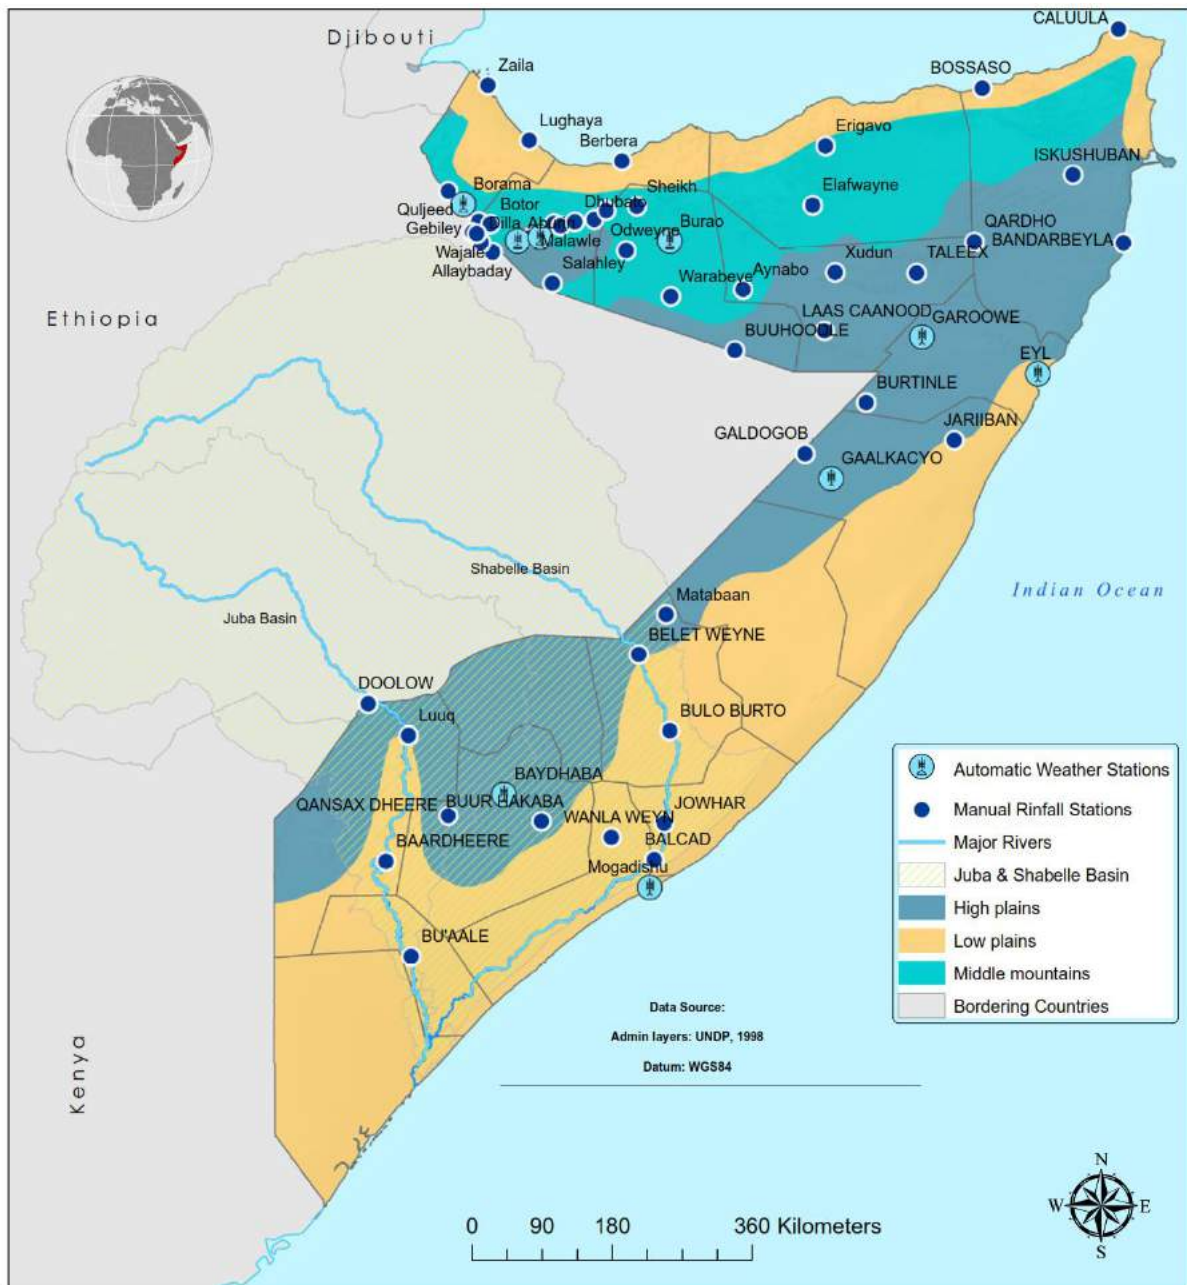 CALUULA
Djibouti
Zaila
BOSSASO
Lughaya
Berbera
Erigavo
ISKUSHUBAN
Borama
Sheikh
Elafwayne
Quljeed
Botor
Dhubato
Burao
QARDHO
Gebiley
Dilla
Odweyne
BANDARBEYLA
Malawle
Wajale
Xudun
TALEEX
Allaybaday
Salahley
Warabeye
Aynabo
Ethiopia
LAAS CAANOOD
GAROOWE
BUUHOODLE
EYL
BURTINLE
JARIIBAN
GALDOGOB
GAALKACYO
Shabelle Basin
Indian Ocean
Matabaan
Juba Basin
BELET WEYNE
DOOLOW
Luuq
BULO BURTO
BAYDHABA
QANSAX DHEERE
BUUR HAKABA
WANLA WEYN
JOWHAR
BAARDHEERE
BALCAD
Mogadishu
BU'AALE
Kenya
Automatic Weather Stations
Manual Rinfall Stations
Major Rivers
Juba & Shabelle Basin
High plains
Low plains
Middle mountains
Bordering Countries
Data Source:
Admin layers: UNDP, 1998
Datum: WGS84
N
W E
S
0 90 180 360 Kilometers